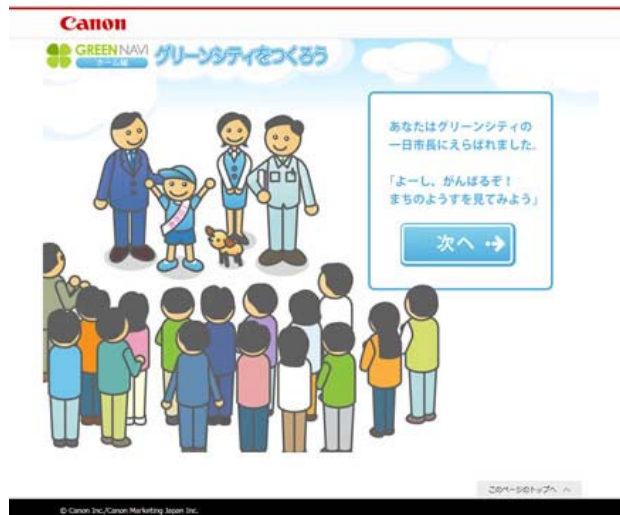 Canon
GREEN NAVI
ホーム編
グリーンシティをつくろう
あなたはグリーンシティの
一日市長にえらばれました。
「よーし、がんばるぞ！
まちのようすを見てみよう」
次へ
このページのトップへ
© Canon Inc./Canon Marketing Japan Inc.